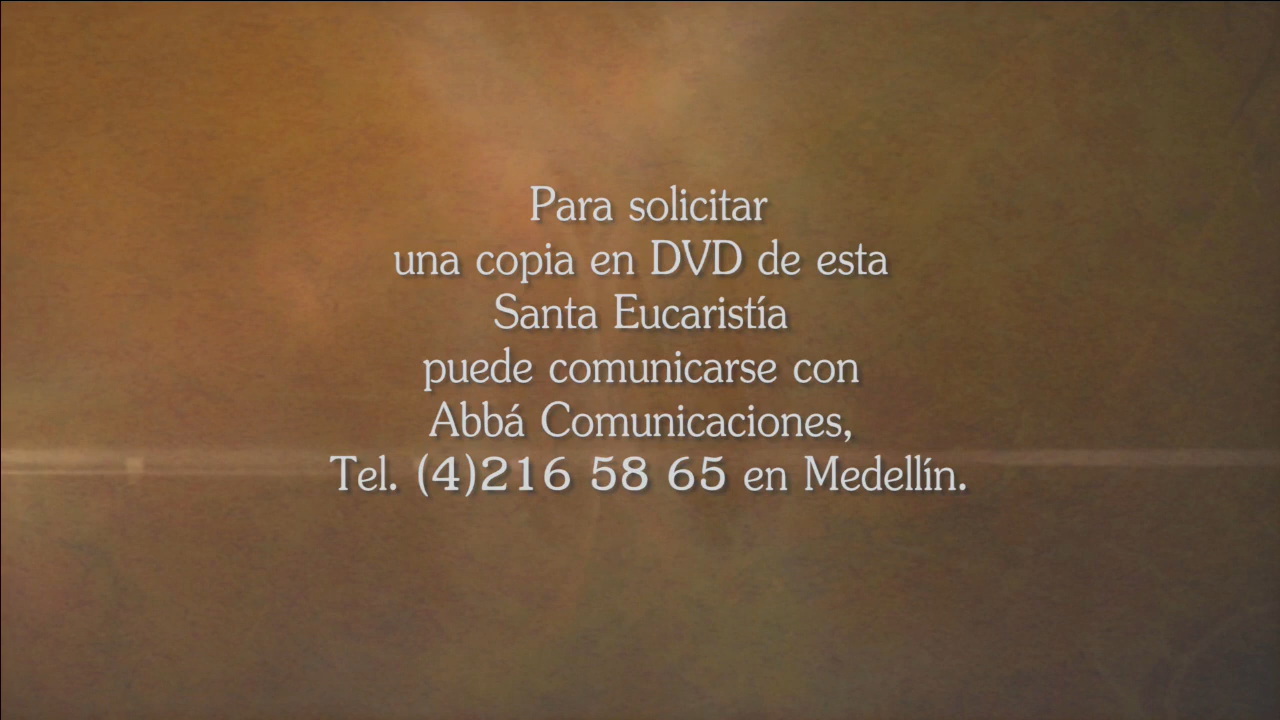 Para solicitar
una copia en DVD de esta
Santa Eucaristía
puede comunicarse con
Abbá Comunicaciones,
Tel. (4)216 58 65 en Medellín.